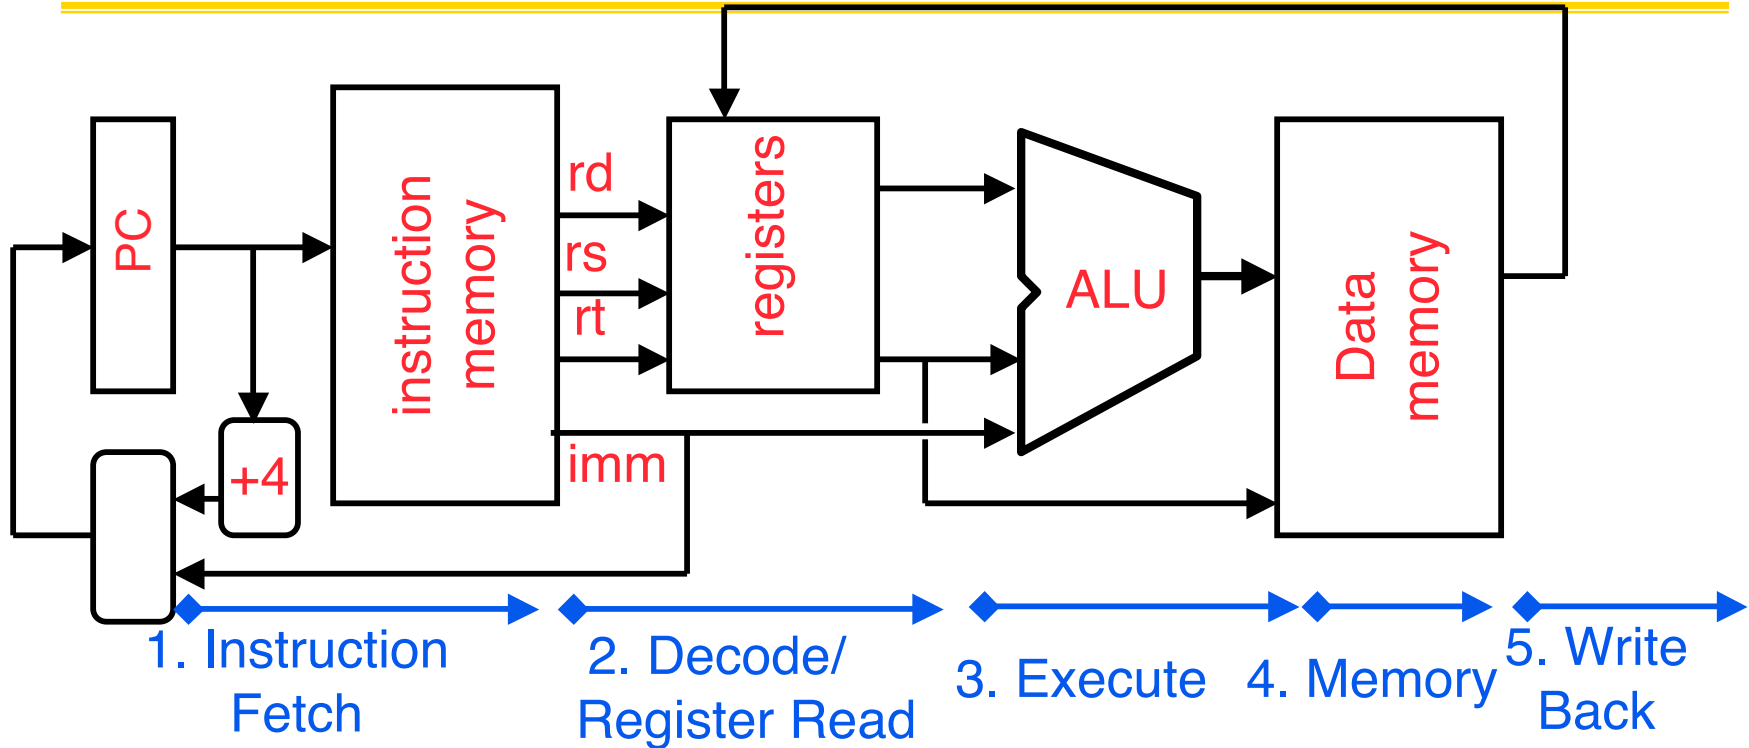 PC
+4
instruction
memory
rd
rs
rt
imm
registers
ALU
Data
memory
1. Instruction
Fetch
2. Decode/
Register Read
3. Execute
4. Memory
5. Write
Back